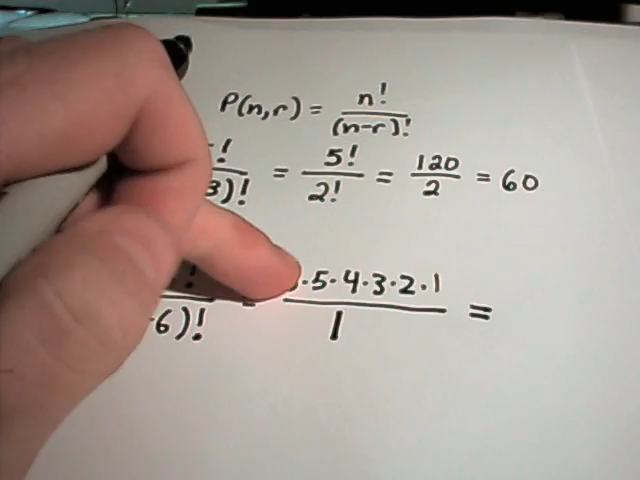 P(n,r) = n! / (n-r)!
3)! = 5! / 2! = 120 / 2 = 60
-6)! = ·5·4·3·2·1 / 1 =